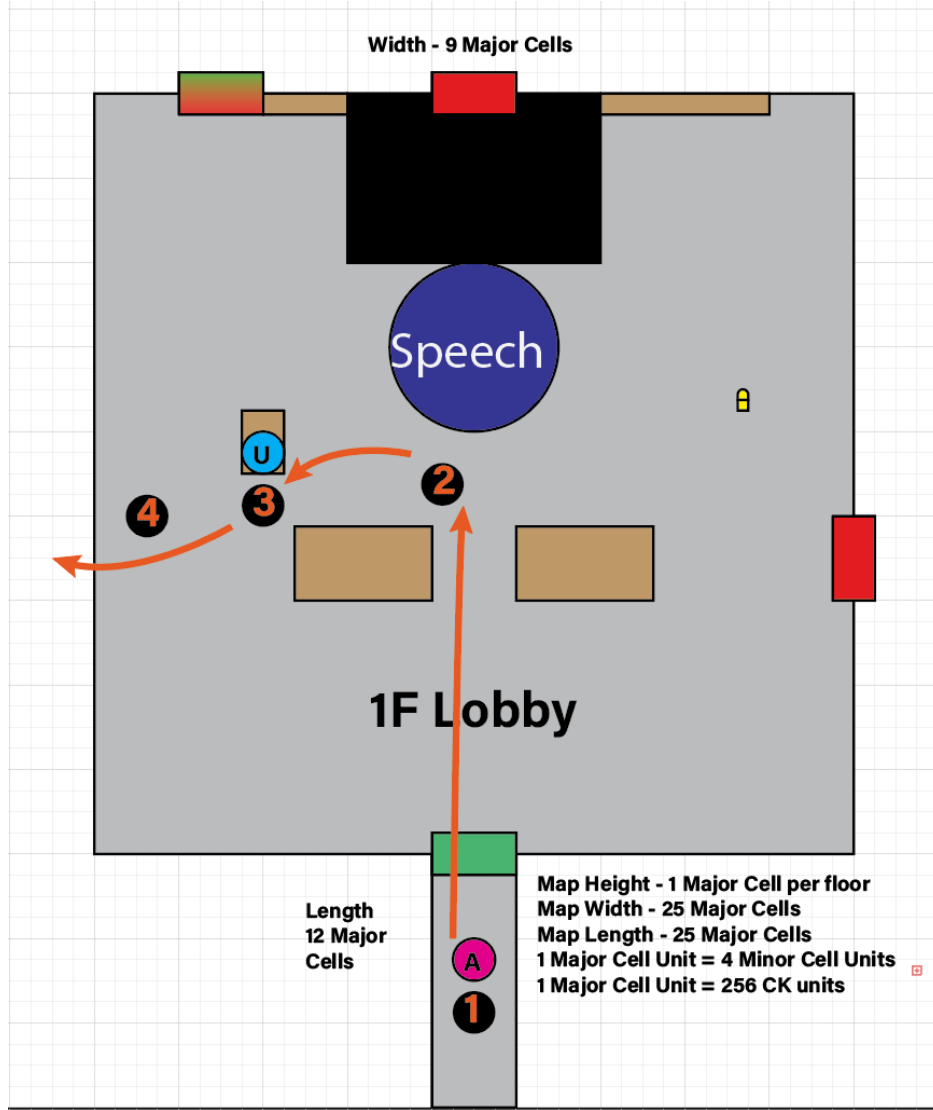 Width - 9 Major Cells
Speech
U
2
3
4
1F Lobby
Length
12 Major
Cells
Map Height - 1 Major Cell per floor
Map Width - 25 Major Cells
Map Length - 25 Major Cells
1 Major Cell Unit = 4 Minor Cell Units
1 Major Cell Unit = 256 CK units
A
1